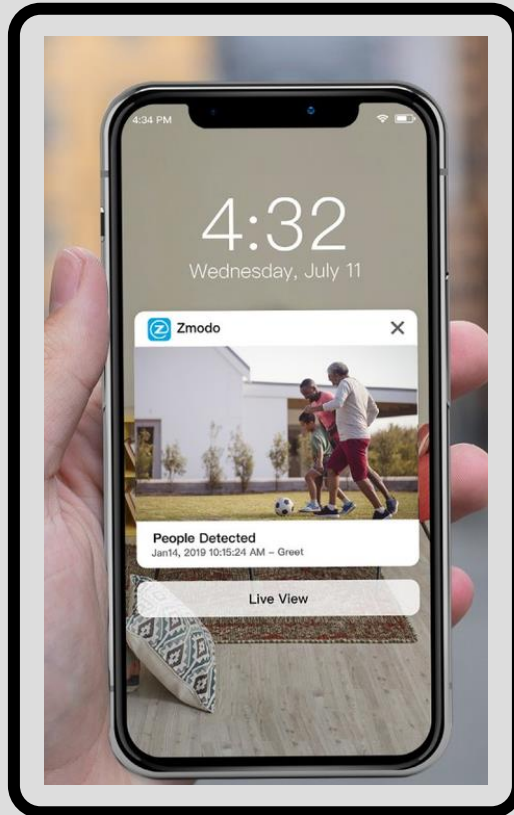 4:34 PM
4:32
Wednesday, July 11
Zmodo
People Detected
Jan14, 2019 10:15:24 AM – Greet
Live View